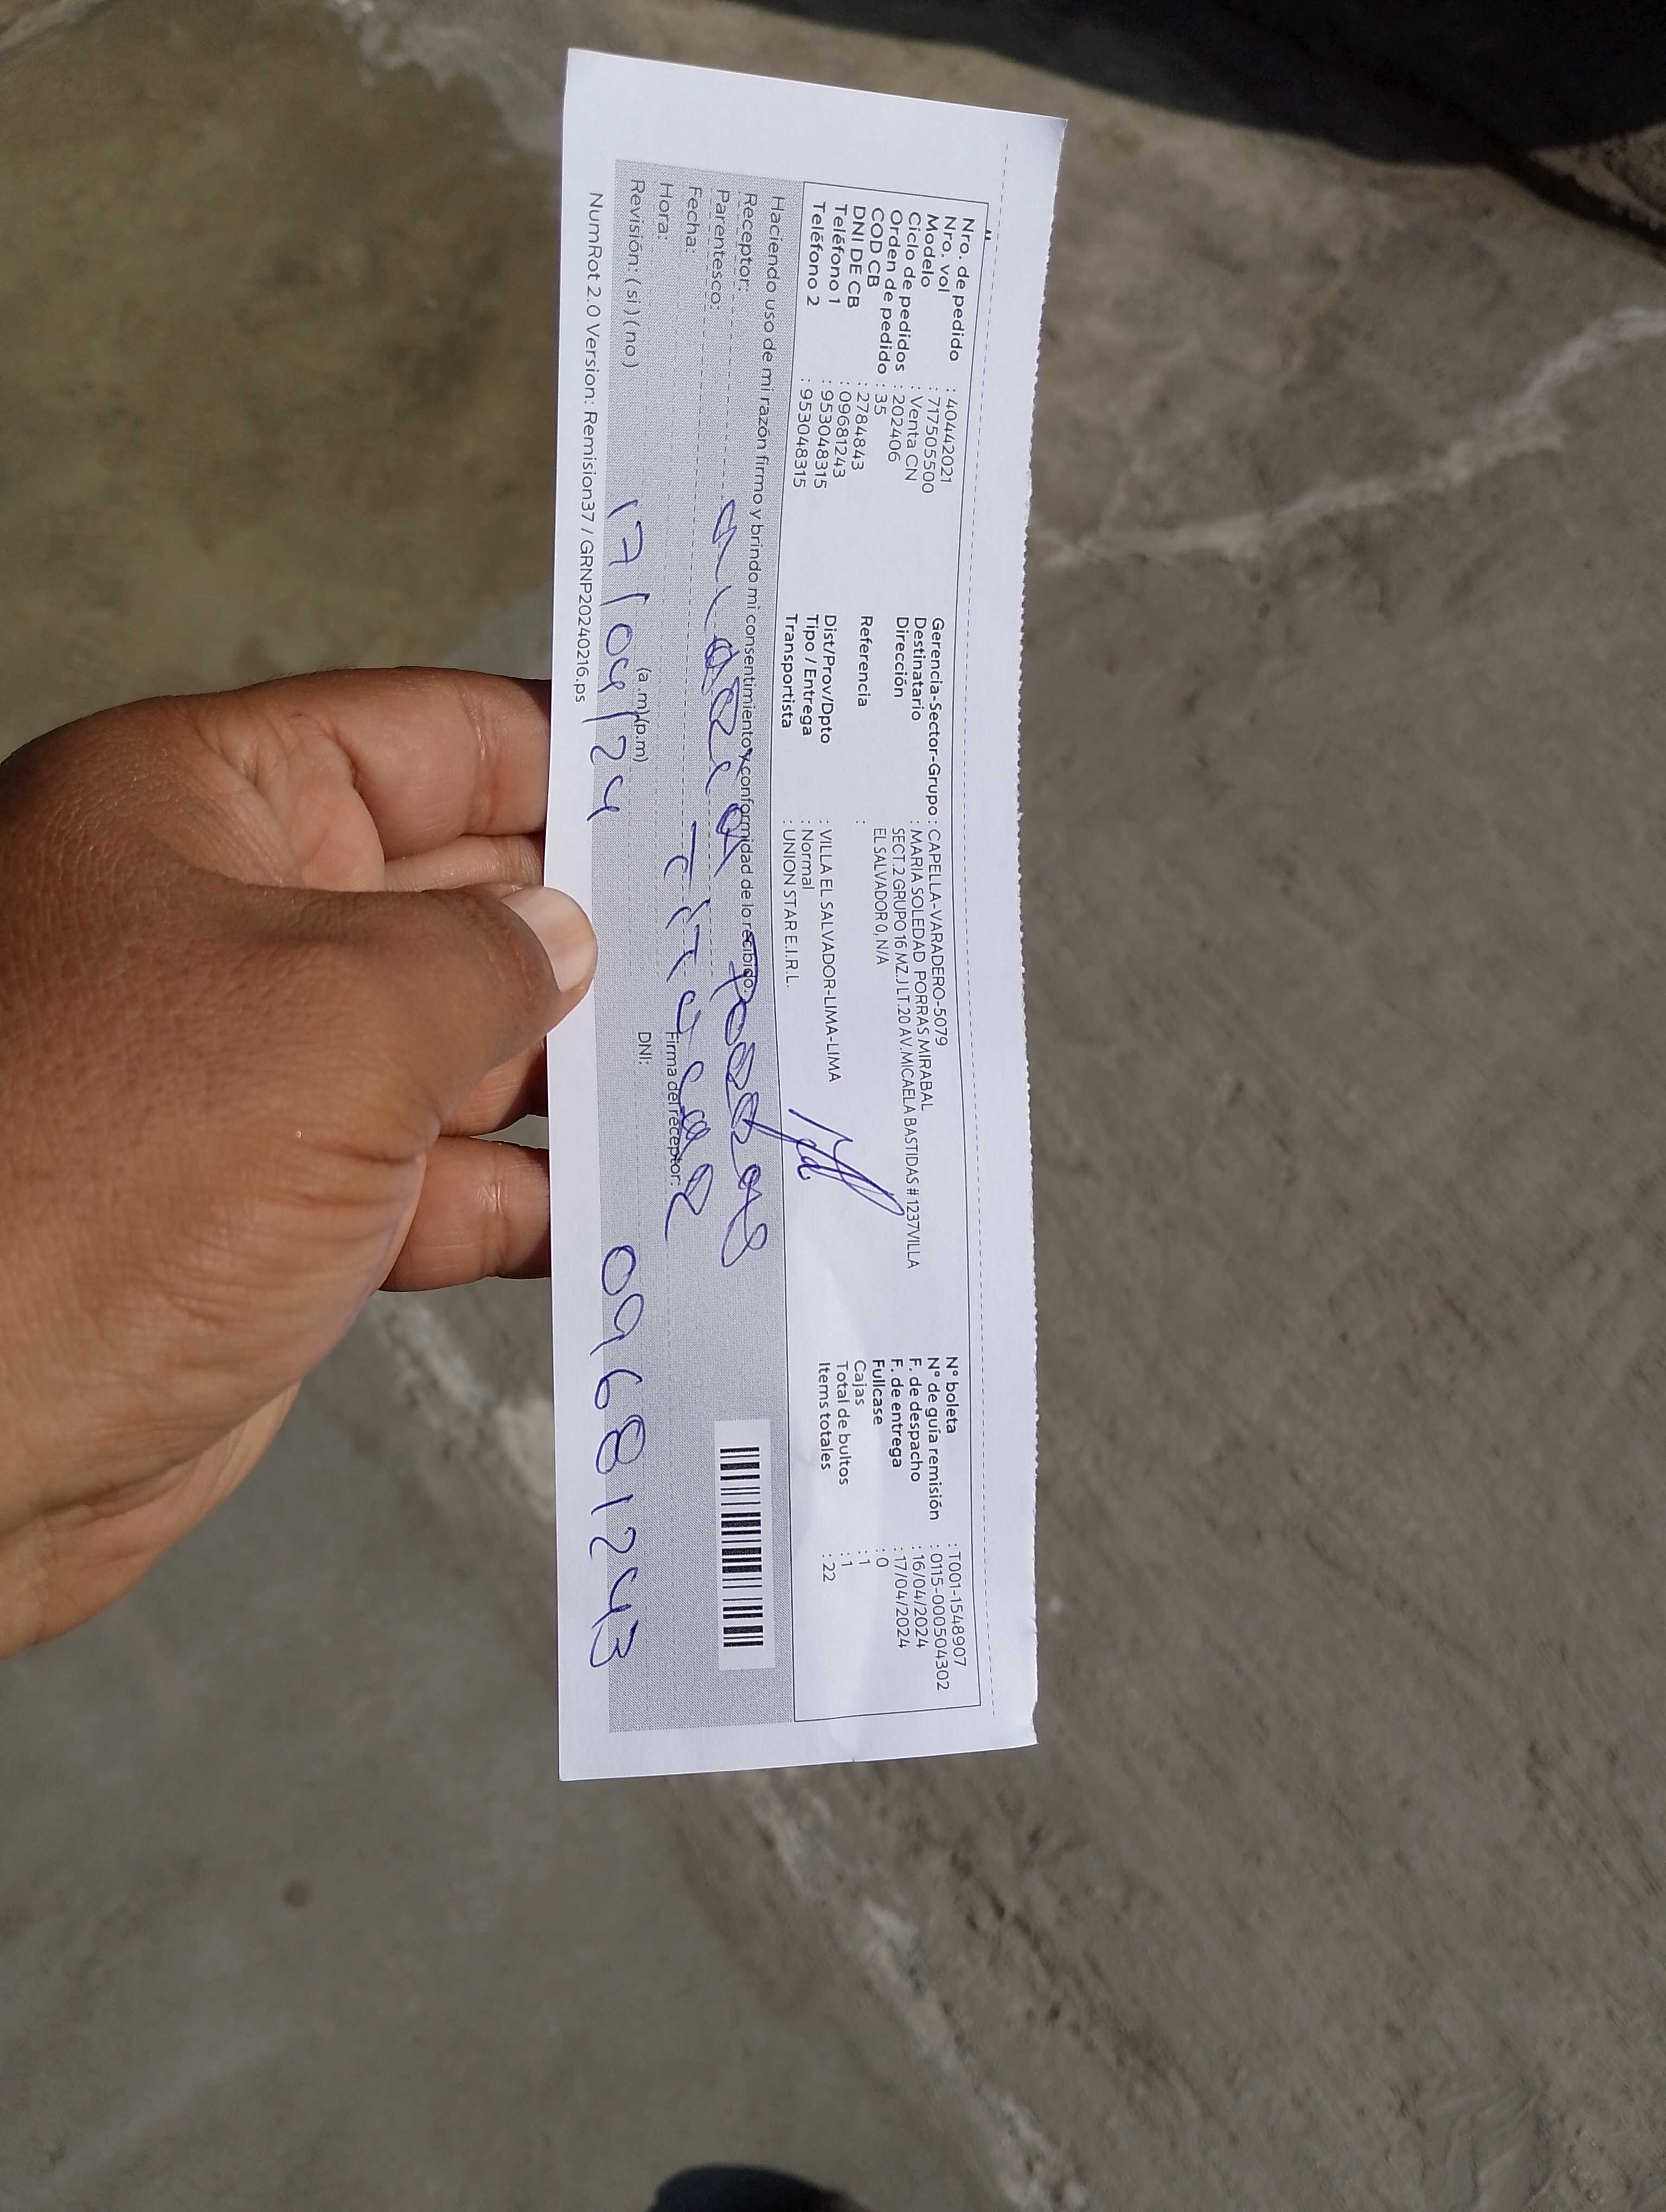 Nro. de pedido : 40442021
Nro. vol : 717505500
Modelo : Venta CN
Ciclo de pedidos : 202406
Orden de pedido : 35
COD CB : 2784843
DNI DE CB : 09681243
Teléfono 1 : 953048315
Teléfono 2 : 953048315
Gerencia-Sector-Grupo : CAPELLA-VARADERO-5079
Destinatario : MARIA SOLEDAD PORRAS MIRABAL
Dirección SECT.2 GRUPO 16 MZ.J LT.20 AV.MICAELA BASTIDAS # 1237VILLA
EL SALVADOR 0, N/A
Referencia :
Dist/Prov/Dpto : VILLA EL SALVADOR-LIMA-LIMA
Tipo / Entrega : Normal
Transportista : UNION STAR E.I.R.L.
N° boleta : T001-1548907
N° de guía remisión : 0115-000504302
F. de despacho : 16/04/2024
F. de entrega : 17/04/2024
Fullcase : 0
Cajas : 1
Total de bultos : 1
Items totales : 22
Haciendo uso de mi razón firmo y brindo mi consentimiento y conformidad de lo recibido.
Receptor:
Parentesco:
Fecha:
Titular
Hora: (a.m)(p.m) Firma del receptor:
Revisión: ( si ) ( no ) DNI:
17/04/24 09681243
NumRot 2.0 Version: Remision37 / GRNP20240216.ps